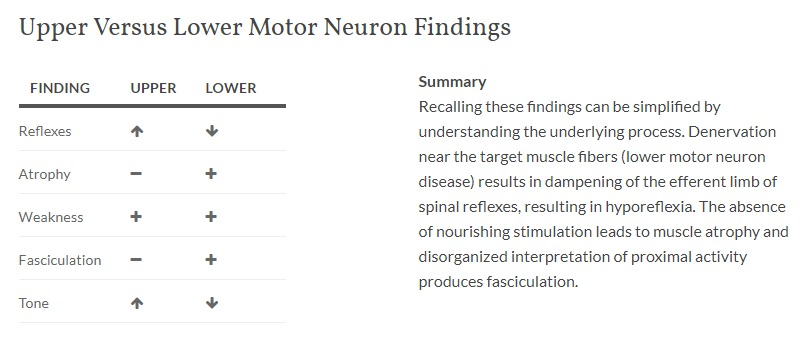 Upper Versus Lower Motor Neuron Findings
FINDING UPPER LOWER
Reflexes ↑ ↓
Atrophy − +
Weakness + +
Fasciculation − +
Tone ↑ ↓
Summary
Recalling these findings can be simplified by
understanding the underlying process. Denervation
near the target muscle fibers (lower motor neuron
disease) results in dampening of the efferent limb of
spinal reflexes, resulting in hyporeflexia. The absence
of nourishing stimulation leads to muscle atrophy and
disorganized interpretation of proximal activity
produces fasciculation.